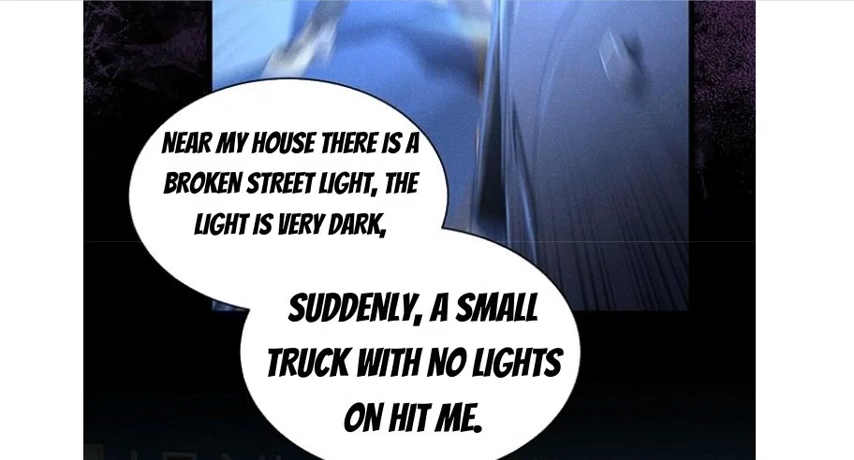 NEAR MY HOUSE THERE IS A
BROKEN STREET LIGHT, THE
LIGHT IS VERY DARK,
SUDDENLY, A SMALL
TRUCK WITH NO LIGHTS
ON HIT ME.